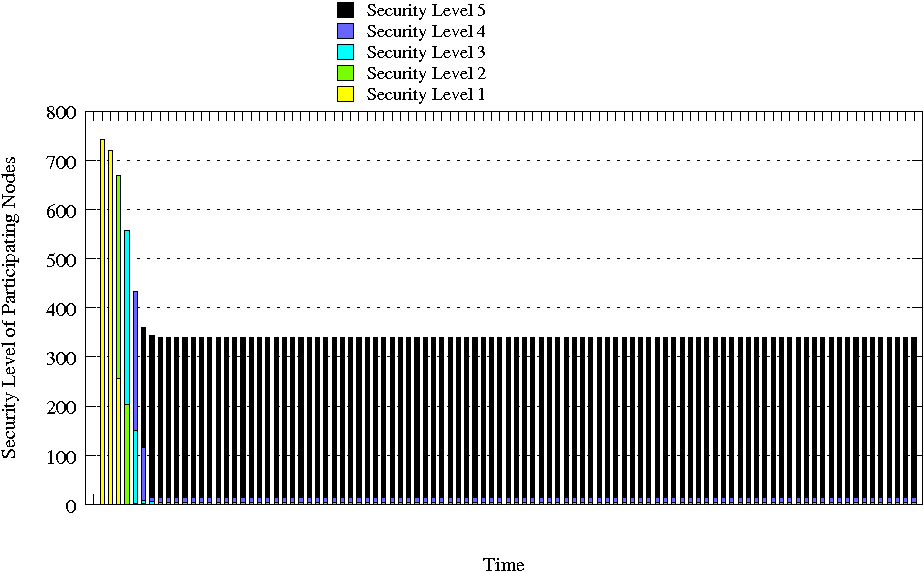 Security Level 5
Security Level 4
Security Level 3
Security Level 2
Security Level 1
800
700
600
500
400
300
200
100
0
Security Level of Participating Nodes
Time